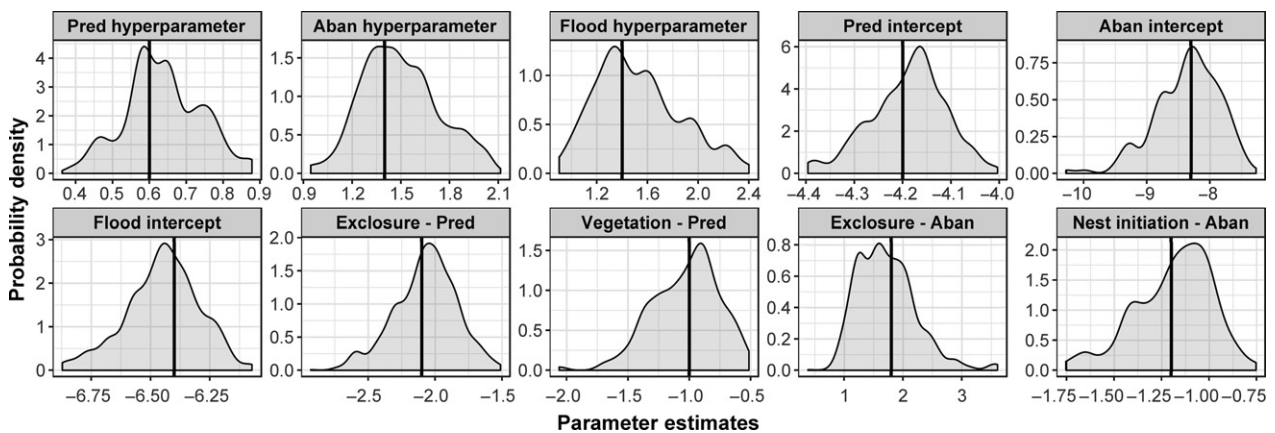 Pred hyperparameter Aban hyperparameter Flood hyperparameter Pred intercept Aban intercept
4 3 2 1 0
1.5 1.0 0.5 0.0
1.0 0.5 0.0
6 4 2 0
0.75 0.50 0.25 0.00
0.4 0.5 0.6 0.7 0.8 0.9
0.9 1.2 1.5 1.8 2.1
1.2 1.6 2.0 2.4
−4.4 −4.3 −4.2 −4.1 −4.0
−10 −9 −8
Flood intercept Exclosure - Pred Vegetation - Pred Exclosure - Aban Nest initiation - Aban
3 2 1 0
2.0 1.5 1.0 0.5 0.0
1.5 1.0 0.5 0.0
0.8 0.6 0.4 0.2 0.0
2.0 1.5 1.0 0.5 0.0
−6.75 −6.50 −6.25
−2.5 −2.0
−2.0 −1.5 −1.0 −0.5
1 2 3
−1.75 −1.50 −1.25 −1.00 −0.75
Probability density
Parameter estimates